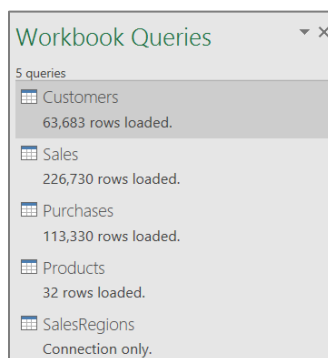 Workbook Queries
5 queries
Customers
63,683 rows loaded.
Sales
226,730 rows loaded.
Purchases
113,330 rows loaded.
Products
32 rows loaded.
SalesRegions
Connection only.